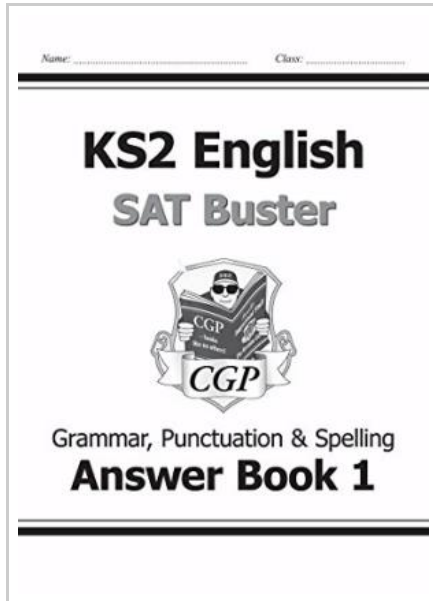 Name: ........................ Class: ........................
KS2 English
SAT Buster
CGP
CGP
Grammar, Punctuation & Spelling
Answer Book 1